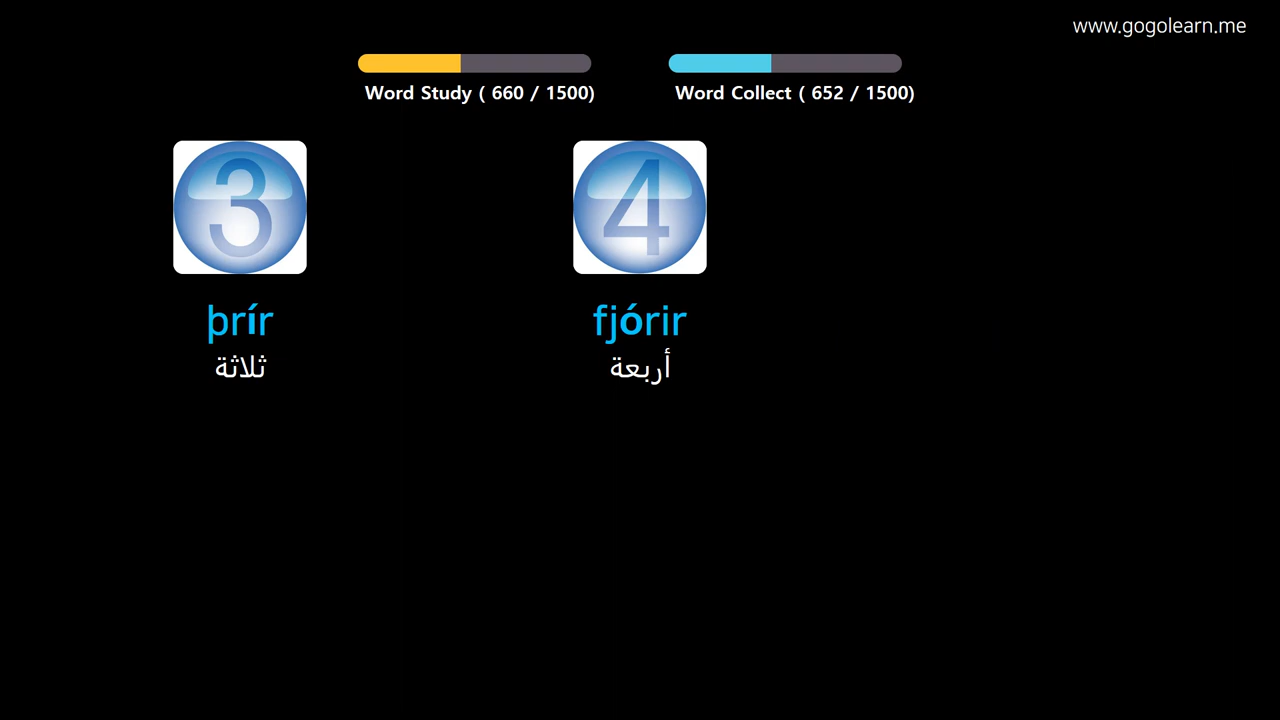 www.gogolearn.me
Word Study ( 660 / 1500)
Word Collect ( 652 / 1500)
3
4
þrír
fjórir
ثلاثة
أربعة